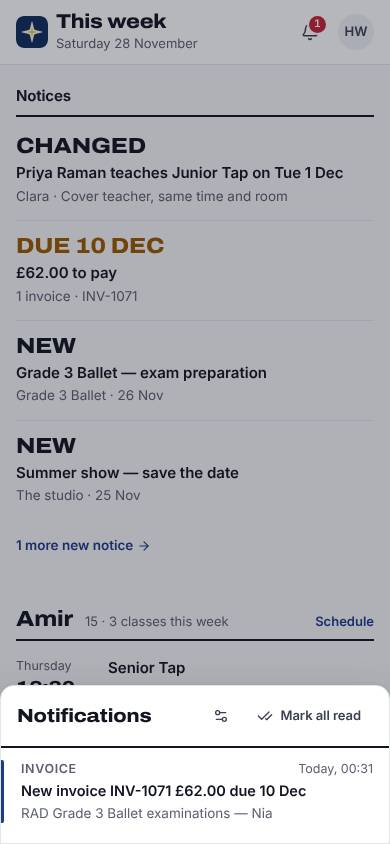 This week
Saturday 28 November
1
HW
Notices
CHANGED
Priya Raman teaches Junior Tap on Tue 1 Dec
Clara · Cover teacher, same time and room
DUE 10 DEC
£62.00 to pay
1 invoice · INV-1071
NEW
Grade 3 Ballet — exam preparation
Grade 3 Ballet · 26 Nov
NEW
Summer show — save the date
The studio · 25 Nov
1 more new notice →
Amir 15 · 3 classes this week Schedule
Thursday Senior Tap
Notifications Mark all read
INVOICE Today, 00:31
New invoice INV-1071 £62.00 due 10 Dec
RAD Grade 3 Ballet examinations — Nia